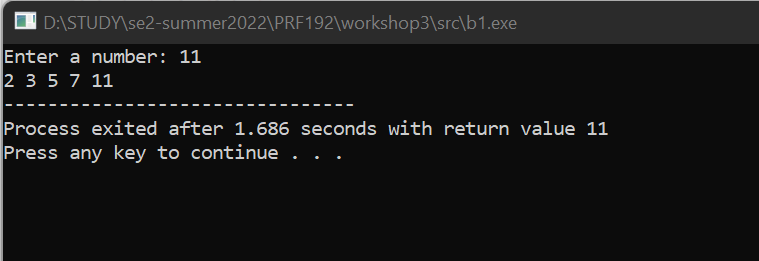 D:\STUDY\se2-summer2022\PRF192\workshop3\src\b1.exe
Enter a number: 11
2 3 5 7 11
--------------------------------
Process exited after 1.686 seconds with return value 11
Press any key to continue . . .